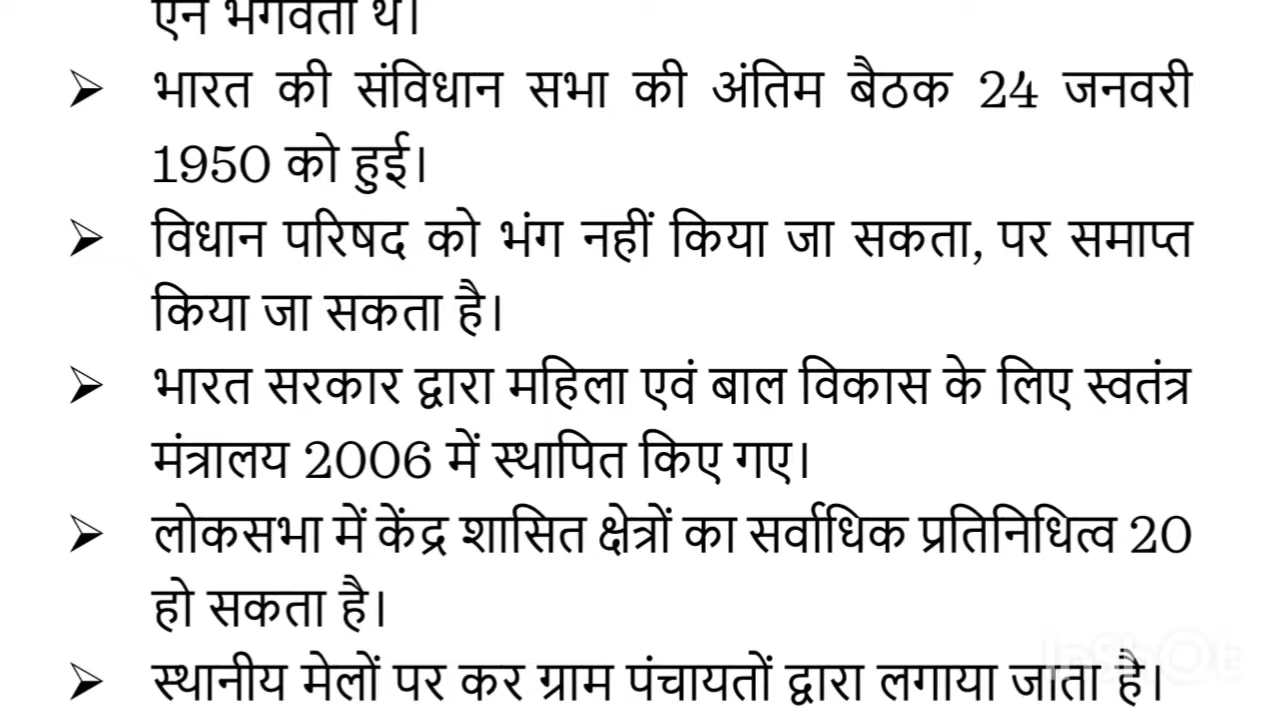 एन भगवती थे।
➢ भारत की संविधान सभा की अंतिम बैठक 24 जनवरी
1950 को हुई।
➢ विधान परिषद को भंग नहीं किया जा सकता, पर समाप्त
किया जा सकता है।
➢ भारत सरकार द्वारा महिला एवं बाल विकास के लिए स्वतंत्र
मंत्रालय 2006 में स्थापित किए गए।
➢ लोकसभा में केंद्र शासित क्षेत्रों का सर्वाधिक प्रतिनिधित्व 20
हो सकता है।
➢ स्थानीय मेलों पर कर ग्राम पंचायतों द्वारा लगाया जाता है।
InShOt